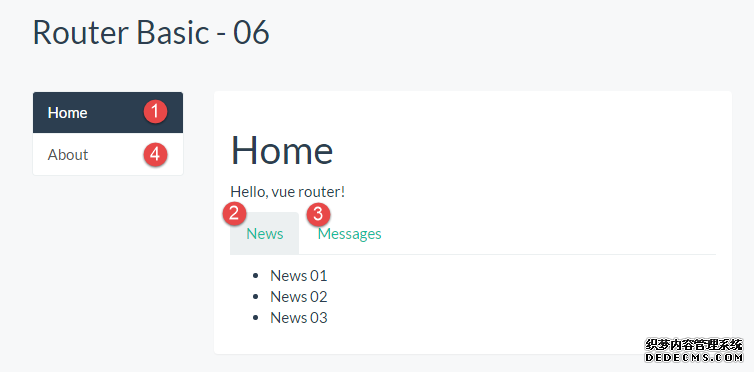 Router Basic - 06
Home 1
About 4
Home
Hello, vue router!
2 News 3 Messages
News 01
News 02
News 03
织梦内容管理系统
DEDECMS.COM